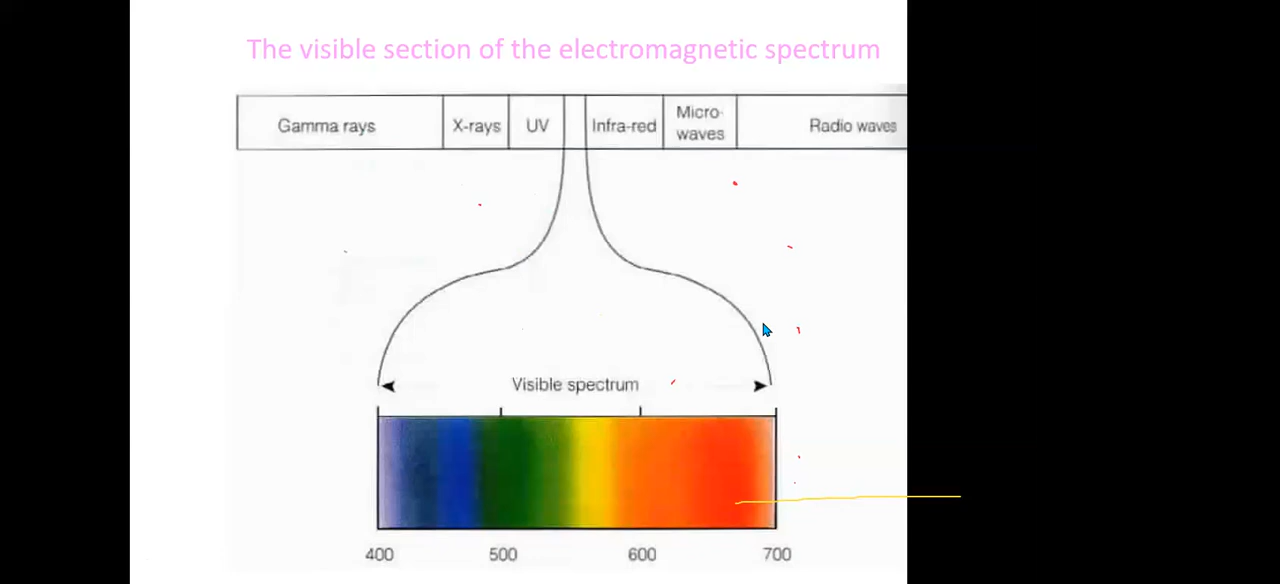 The visible section of the electromagnetic spectrum
Gamma rays X-rays UV Infra-red Micro- Radio waves
waves
Visible spectrum
400 500 600 700